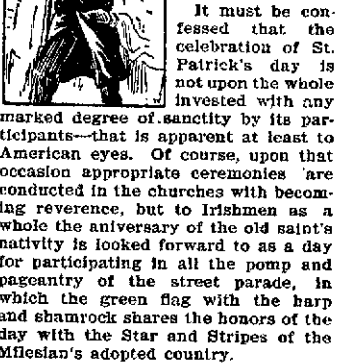 It must be con-
fessed that the
celebration of St.
Patrick's day is
not upon the whole
invested with any
marked degree of sanctity by its par-
ticipants—that is apparent at least to
American eyes. Of course, upon that
occasion appropriate ceremonies are
conducted in the churches with becom-
ing reverence, but to Irishmen as a
whole the aniversary of the old saint's
nativity is looked forward to as a day
for participating in all the pomp and
pageantry of the street parade, in
which the green flag with the harp
and shamrock shares the honors of the
day with the Star and Stripes of the
Milesian's adopted country.